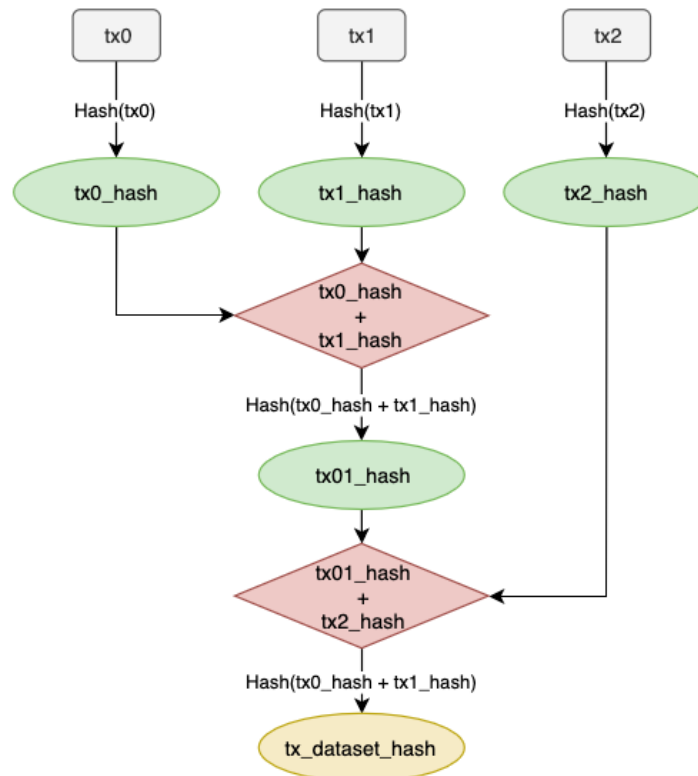 tx0
tx1
tx2
Hash(tx0)
Hash(tx1)
Hash(tx2)
tx0_hash
tx1_hash
tx2_hash
tx0_hash
+
tx1_hash
Hash(tx0_hash + tx1_hash)
tx01_hash
tx01_hash
+
tx2_hash
Hash(tx0_hash + tx1_hash)
tx_dataset_hash